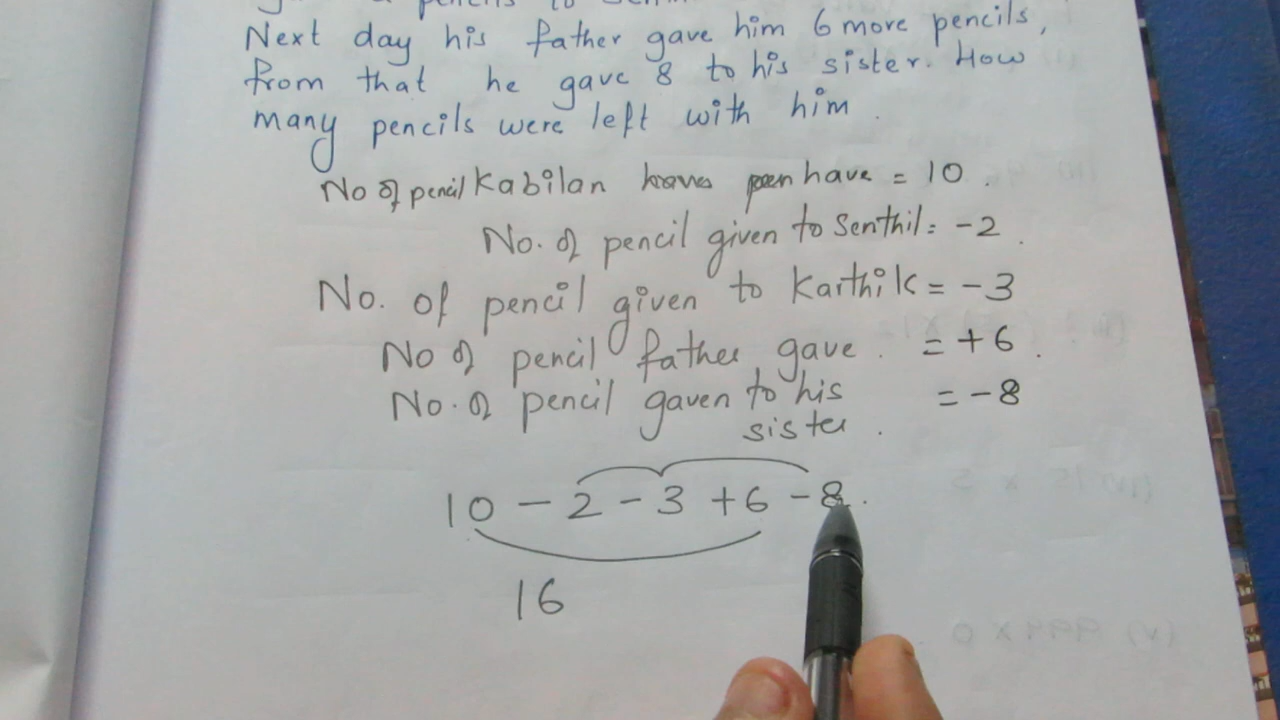 pencils to
Next day his father gave him 6 more pencils,
from that he gave 8 to his sister. How
many pencils were left with him.
No of pencil Kabilan have = 10.
No. of pencil given to Senthil = -2.
No. of pencil given to Karthik = -3
No of pencil father gave. = +6.
No. of pencil gaven to his = -8
sister.
10 - 2 - 3 + 6 - 8.
16